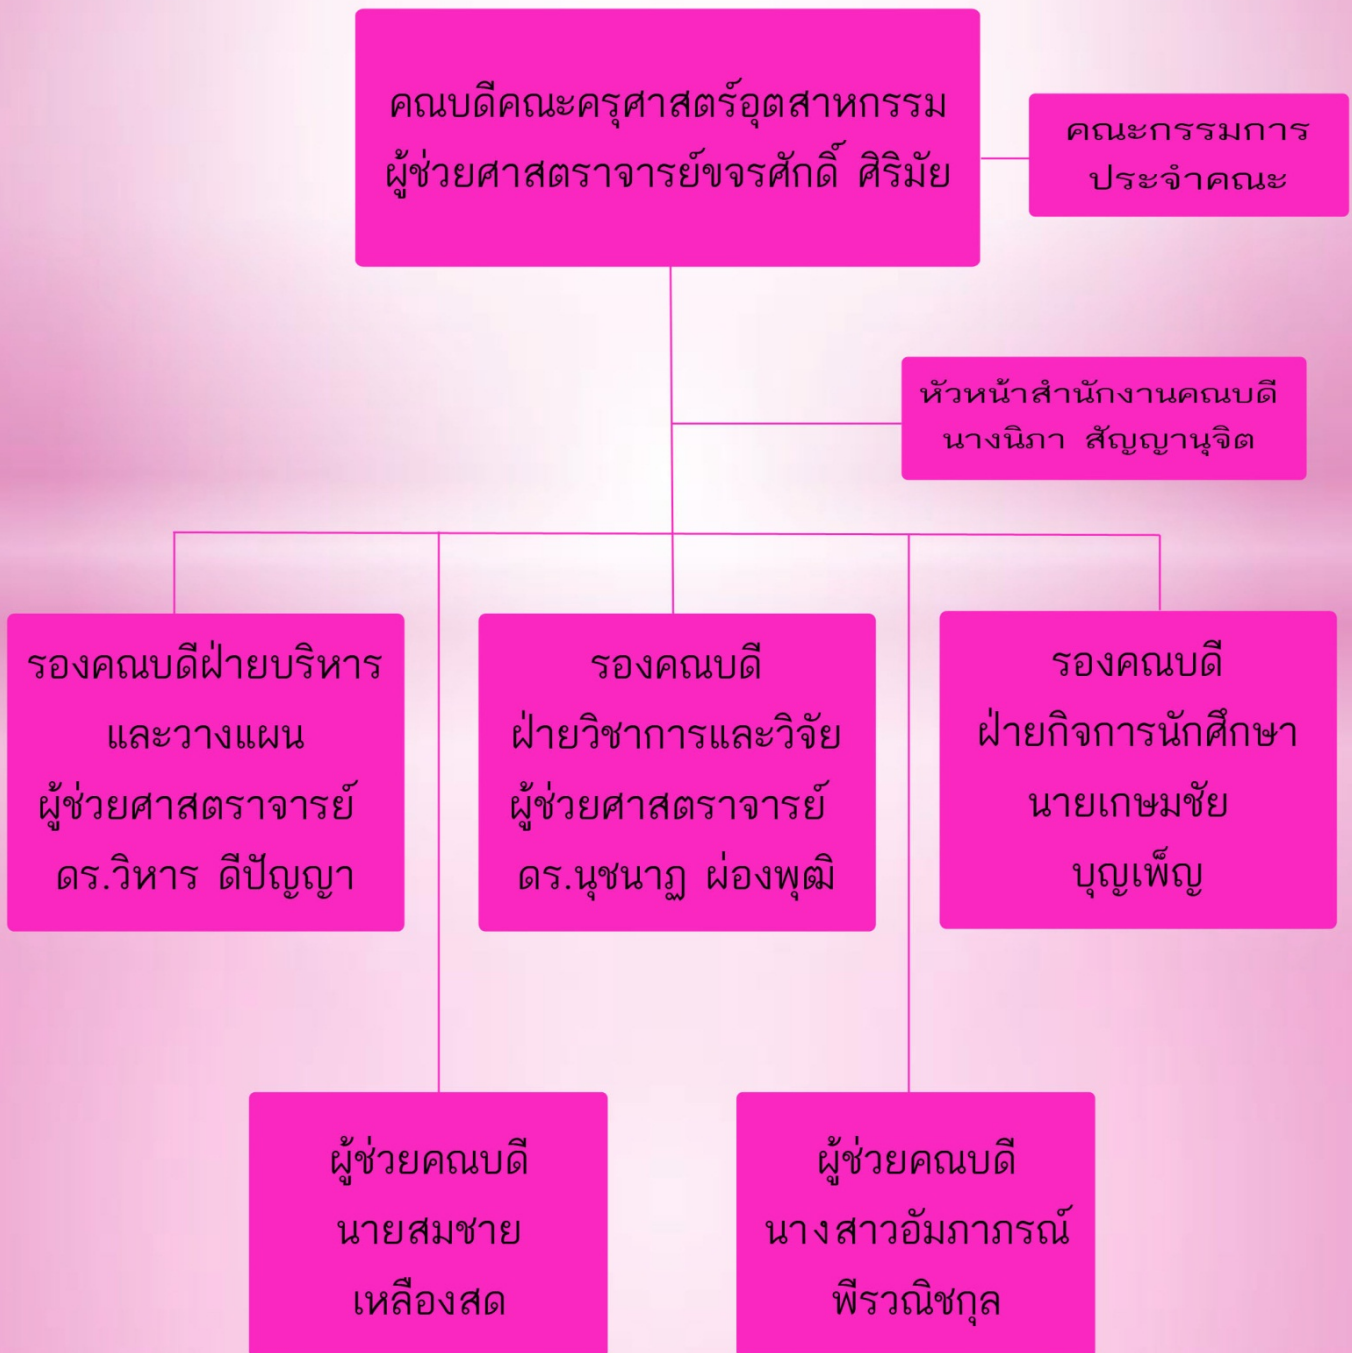 คณบดีคณะครุศาสตร์อุตสาหกรรม
ผู้ช่วยศาสตราจารย์ขจรศักดิ์ ศิริมัย
คณะกรรมการ
ประจำคณะ
หัวหน้าสำนักงานคณบดี
นางนิภา สัญญานุจิต
รองคณบดีฝ่ายบริหาร
และวางแผน
ผู้ช่วยศาสตราจารย์
ดร.วิหาร ดีปัญญา
รองคณบดี
ฝ่ายวิชาการและวิจัย
ผู้ช่วยศาสตราจารย์
ดร.นุชนาฏ ผ่องพุฒิ
รองคณบดี
ฝ่ายกิจการนักศึกษา
นายเกษมชัย
บุญเพ็ญ
ผู้ช่วยคณบดี
นายสมชาย
เหลืองสด
ผู้ช่วยคณบดี
นางสาวอัมภาภรณ์
พีรวณิชกุล